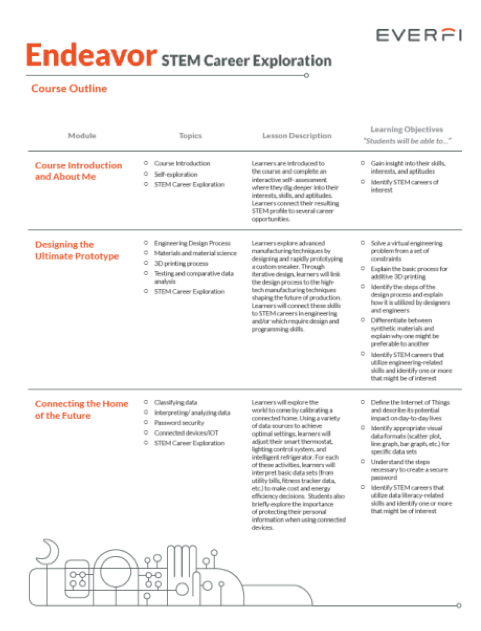 EVERFI
Endeavor STEM Career Exploration
Course Outline
Module
Topics
Lesson Description
Learning Objectives
"Students will be able to..."
Course Introduction
and About Me
Course Introduction
Self-exploration
STEM Career Exploration
Learners are introduced to
the course and complete an
interactive self- assessment
where they dig deeper into their
interests, skills, and aptitudes.
Learners connect their resulting
STEM profile to several career
opportunities.
Gain insight into their skills,
interests, and aptitudes
Identify STEM careers of
interest
Designing the
Ultimate Prototype
Engineering Design Process
Materials and material science
3D printing process
Testing and comparative data
analysis
STEM Career Exploration
Learners explore advanced
manufacturing techniques by
designing and rapidly prototyping
a custom sneaker. Through
iterative design, learners will link
the design process to the high-
tech manufacturing techniques
shaping the future of production.
Learners will connect these skills
to STEM careers in engineering
and/or which require design and
programming skills.
Solve a virtual engineering
problem from a set of
constraints
Explain the basic process for
additive 3D printing
Identify the steps of the
design process and explain
how it is utilized by designers
and engineers
Differentiate between
synthetic materials and
explain why one might be
preferable to another
Identify STEM careers that
utilize engineering-related
skills and identify one or more
that might be of interest
Connecting the Home
of the Future
Classifying data
Interpreting/ analyzing data
Password security
Connected devices/IOT
STEM Career Exploration
Learners will explore the
world to come by calibrating a
connected home. Using a variety
of data sources to achieve
optimal settings, learners will
adjust their smart thermostat,
lighting control system, and
intelligent refrigerator. For each
of these activities, learners will
interpret basic data sets (from
utility bills, fitness tracker data,
etc.) to make cost and energy
efficiency decisions. Students also
briefly explore the importance
of protecting their personal
information when using connected
devices.
Define the Internet of Things
and describe its potential
impact on day-to-day lives
Identify appropriate visual
data formats (scatter plot,
line graph, bar graph, etc.) for
specific data sets
Understand the steps
necessary to create a secure
password
Identify STEM careers that
utilize data literacy-related
skills and identify one or more
that might be of interest